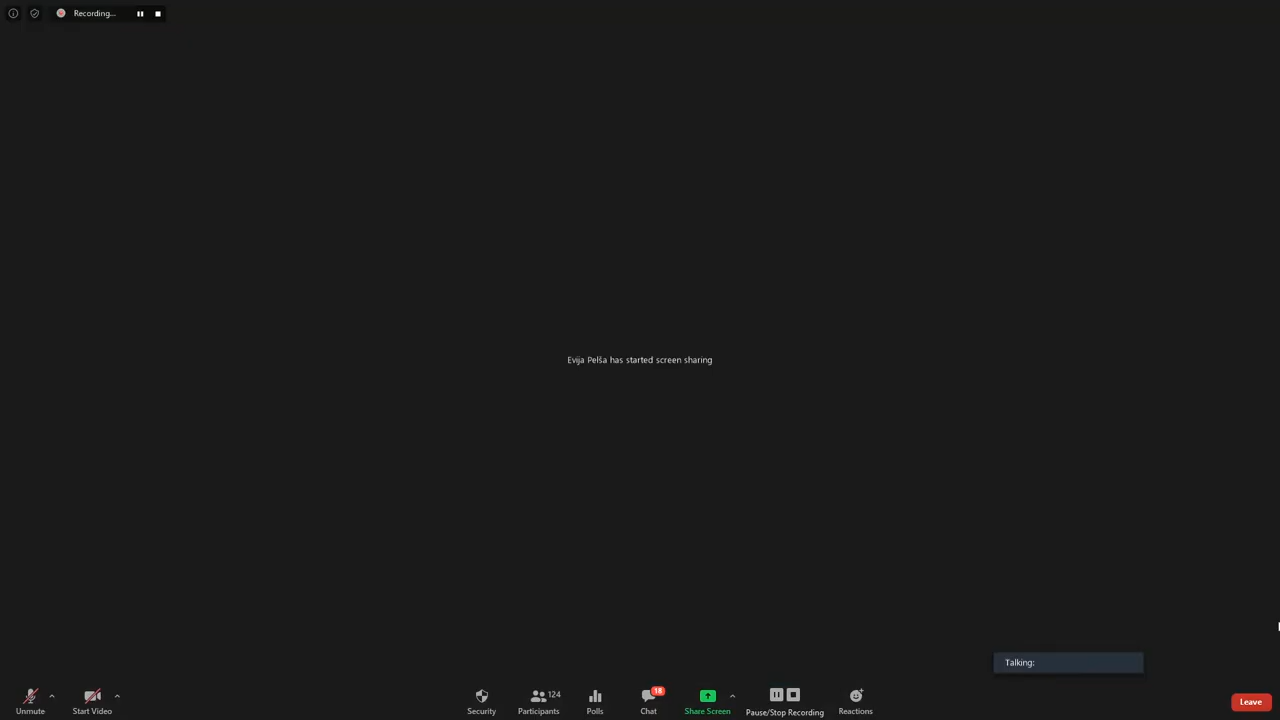 Recording...
Evija Pelša has started screen sharing
Talking:
Unmute
Start Video
Security
124
Participants
Polls
18
Chat
Share Screen
Pause/Stop Recording
Reactions
Leave